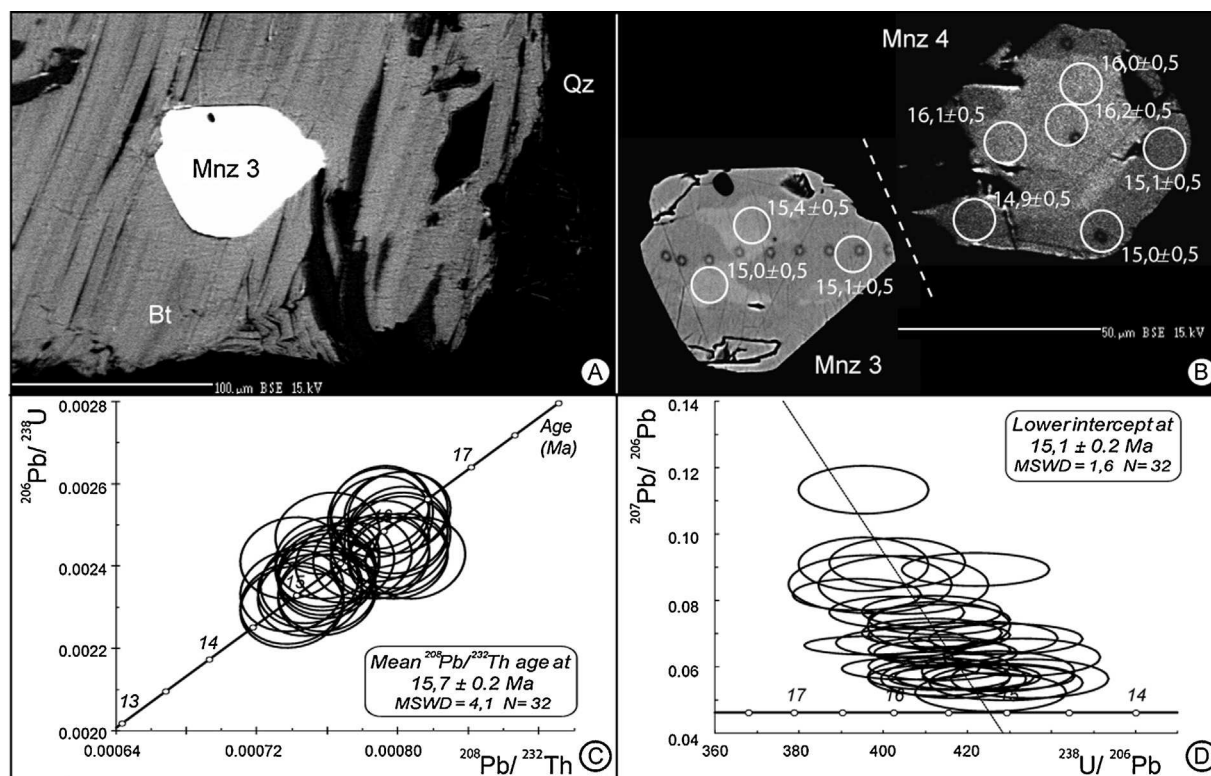 Mnz 3
Qz
Bt
100.µm BSE 15.kV
A
Mnz 4
16,0±0,5
16,2±0,5
16,1±0,5
15,1±0,5
14,9±0,5
15,0±0,5
15,4±0,5
15,0±0,5
15,1±0,5
Mnz 3
50.µm BSE 15.kV
B
206Pb/ 238U
0.0028
0.0026
0.0024
0.0022
0.0020
Age
(Ma)
17
16
15
14
13
Mean 208Pb/232Th age at
15,7 ± 0.2 Ma
MSWD = 4,1 N= 32
0.00064
0.00072
0.00080
208Pb/ 232Th
C
207Pb/ 206Pb
0.14
0.12
0.10
0.08
0.06
0.04
Lower intercept at
15,1 ± 0.2 Ma
MSWD = 1,6 N= 32
17
16
15
14
360
380
400
420
238U/ 206Pb
D